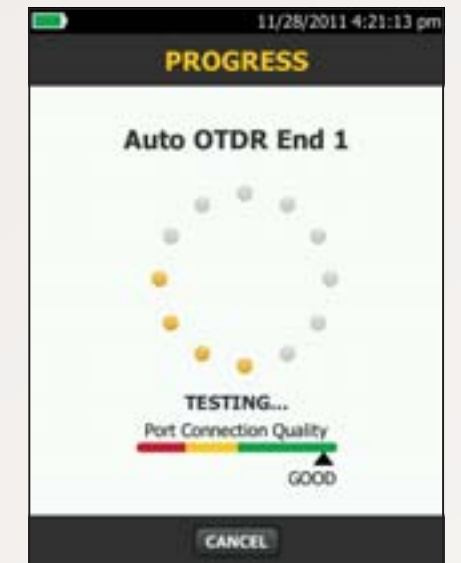 11/28/2011 4:21:13 pm
PROGRESS
Auto OTDR End 1
TESTING...
Port Connection Quality
GOOD
CANCEL